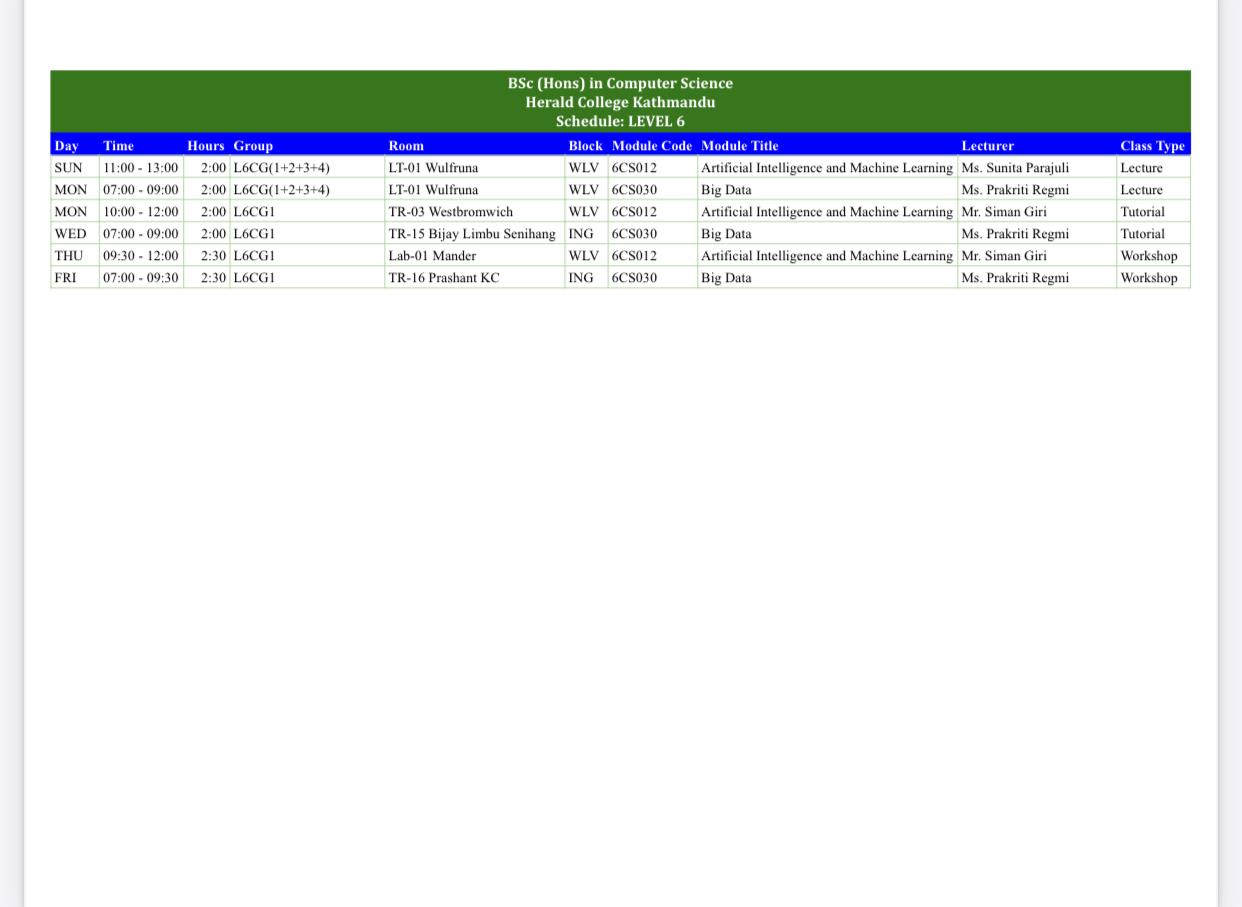 BSc (Hons) in Computer Science
Herald College Kathmandu
Schedule: LEVEL 6
Day Time Hours Group Room Block Module Code Module Title Lecturer Class Type
SUN 11:00 - 13:00 2:00 L6CG(1+2+3+4) LT-01 Wulfruna WLV 6CS012 Artificial Intelligence and Machine Learning Ms. Sunita Parajuli Lecture
MON 07:00 - 09:00 2:00 L6CG(1+2+3+4) LT-01 Wulfruna WLV 6CS030 Big Data Ms. Prakriti Regmi Lecture
MON 10:00 - 12:00 2:00 L6CG1 TR-03 Westbromwich WLV 6CS012 Artificial Intelligence and Machine Learning Mr. Siman Giri Tutorial
WED 07:00 - 09:00 2:00 L6CG1 TR-15 Bijay Limbu Senihang ING 6CS030 Big Data Ms. Prakriti Regmi Tutorial
THU 09:30 - 12:00 2:30 L6CG1 Lab-01 Mander WLV 6CS012 Artificial Intelligence and Machine Learning Mr. Siman Giri Workshop
FRI 07:00 - 09:30 2:30 L6CG1 TR-16 Prashant KC ING 6CS030 Big Data Ms. Prakriti Regmi Workshop